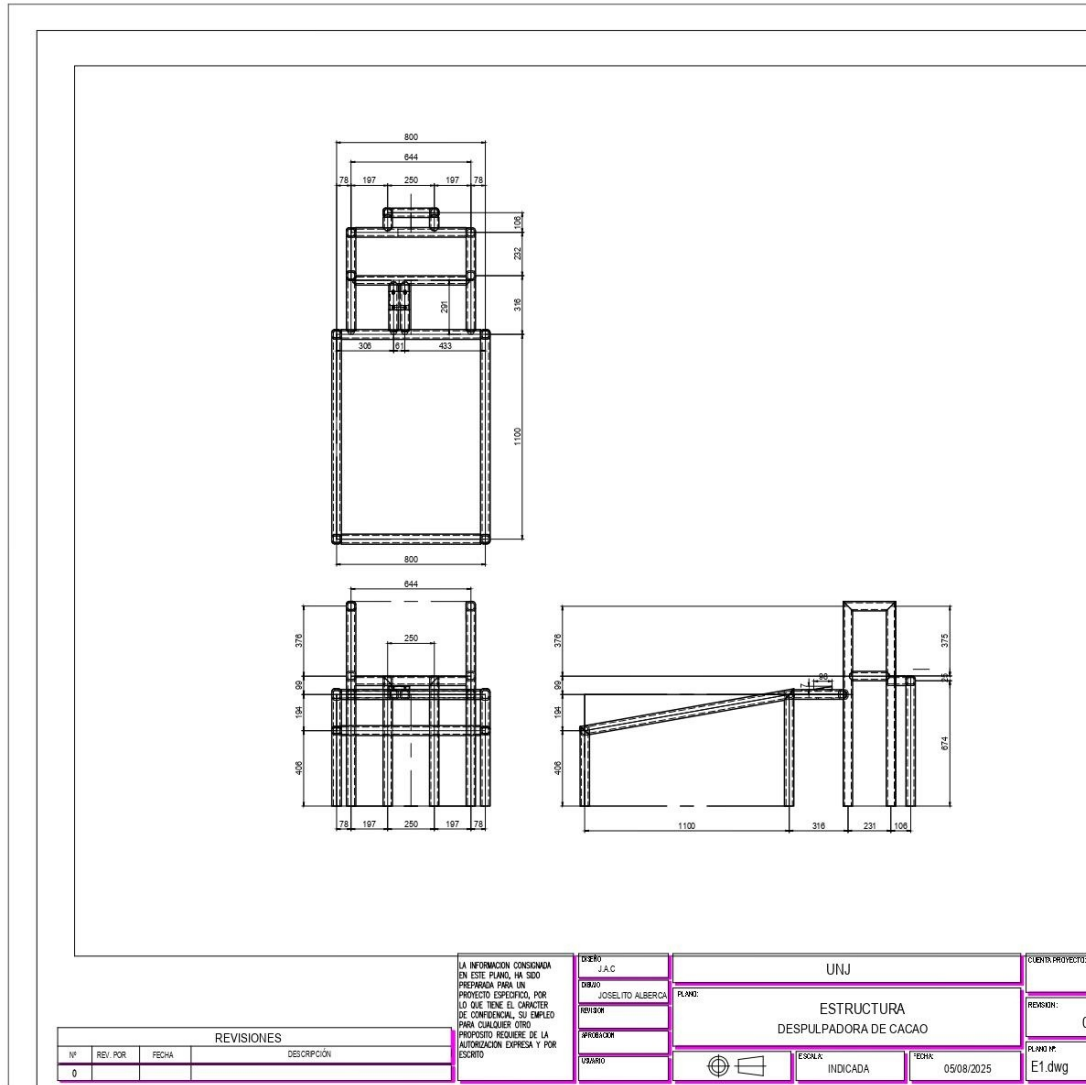 800
644
78 197 250 197 78
106
232
316
291
306 61 433
1100
800
644
376
250
99
194
406
78 197 250 197 78
376
99
194
406
98
375
25
674
1100 316 231 106
LA INFORMACION CONSIGNADA
EN ESTE PLANO, HA SIDO
PREPARADA PARA UN
PROYECTO ESPECIFICO, POR
LO QUE TIENE EL CARACTER
DE CONFIDENCIAL, SU EMPLEO
PARA CUALQUIER OTRO
PROPOSITO REQUIERE DE LA
AUTORIZACION EXPRESA Y POR
ESCRITO
DISEÑO
J.A.C
DIBUJO
JOSELITO ALBERCA
REVISION
APROBACION
USUARIO
UNJ
PLANO:
ESTRUCTURA
DESPULPADORA DE CACAO
ESCALA:
INDICADA
FECHA:
05/08/2025
CUENTA PROYECTO:
REVISION:
0
PLANO Nº:
E1.dwg
REVISIONES
Nº REV. POR FECHA DESCRIPCIÓN
0